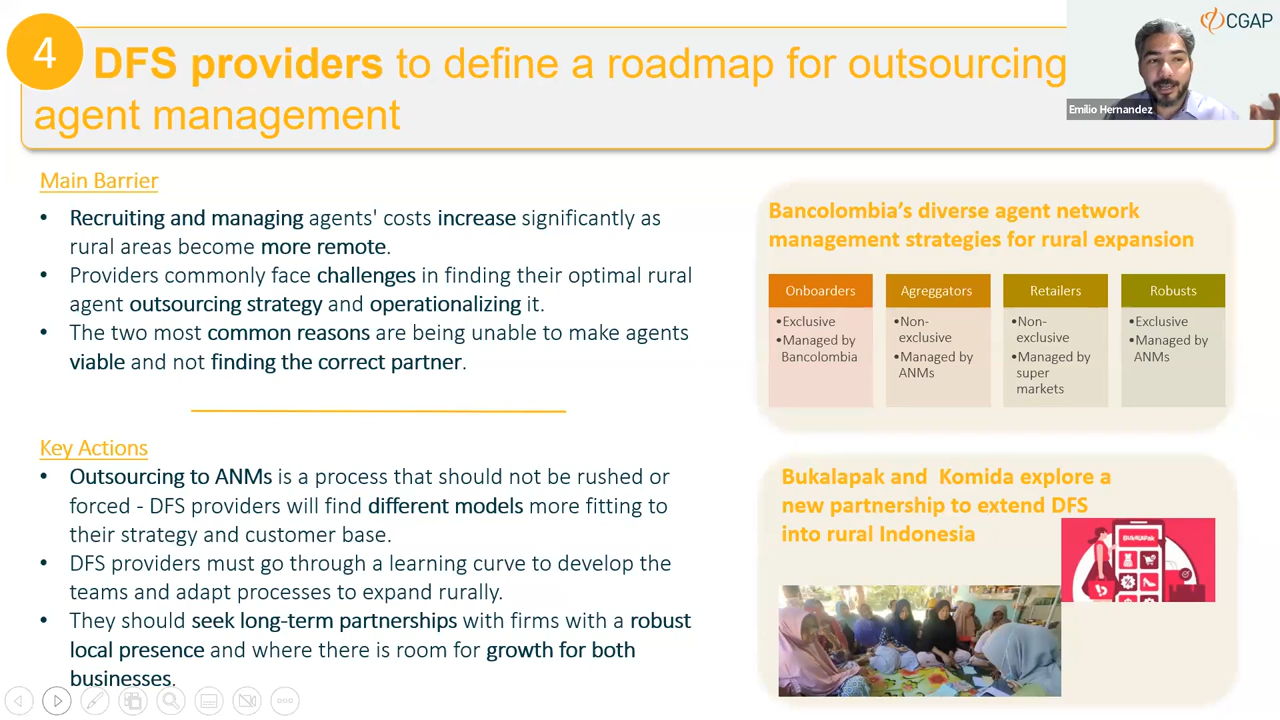 4
DFS providers to define a roadmap for outsourcing
agent management
CGAP
Emilio Hernandez
Main Barrier
• Recruiting and managing agents' costs increase significantly as
rural areas become more remote.
• Providers commonly face challenges in finding their optimal rural
agent outsourcing strategy and operationalizing it.
• The two most common reasons are being unable to make agents
viable and not finding the correct partner.
Key Actions
• Outsourcing to ANMs is a process that should not be rushed or
forced - DFS providers will find different models more fitting to
their strategy and customer base.
• DFS providers must go through a learning curve to develop the
teams and adapt processes to expand rurally.
• They should seek long-term partnerships with firms with a robust
local presence and where there is room for growth for both
businesses.
Bancolombia's diverse agent network
management strategies for rural expansion
Onboarders
•Exclusive
•Managed by
Bancolombia
Agreggators
•Non-
exclusive
•Managed by
ANMs
Retailers
•Non-
exclusive
•Managed by
super
markets
Robusts
•Exclusive
•Managed by
ANMs
Bukalapak and Komida explore a
new partnership to extend DFS
into rural Indonesia
BukaLapak